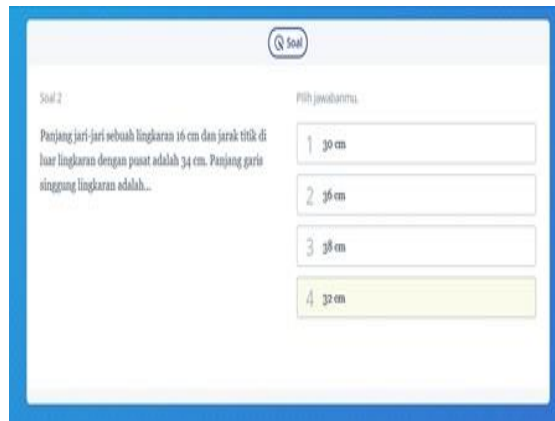 Soal
Soal 2
Panjang jari-jari sebuah lingkaran 16 cm dan jarak titik di
luar lingkaran dengan pusat adalah 34 cm. Panjang garis
singgung lingkaran adalah...
Pilih jawabanmu.
1 30 cm
2 36 cm
3 38 cm
4 32 cm